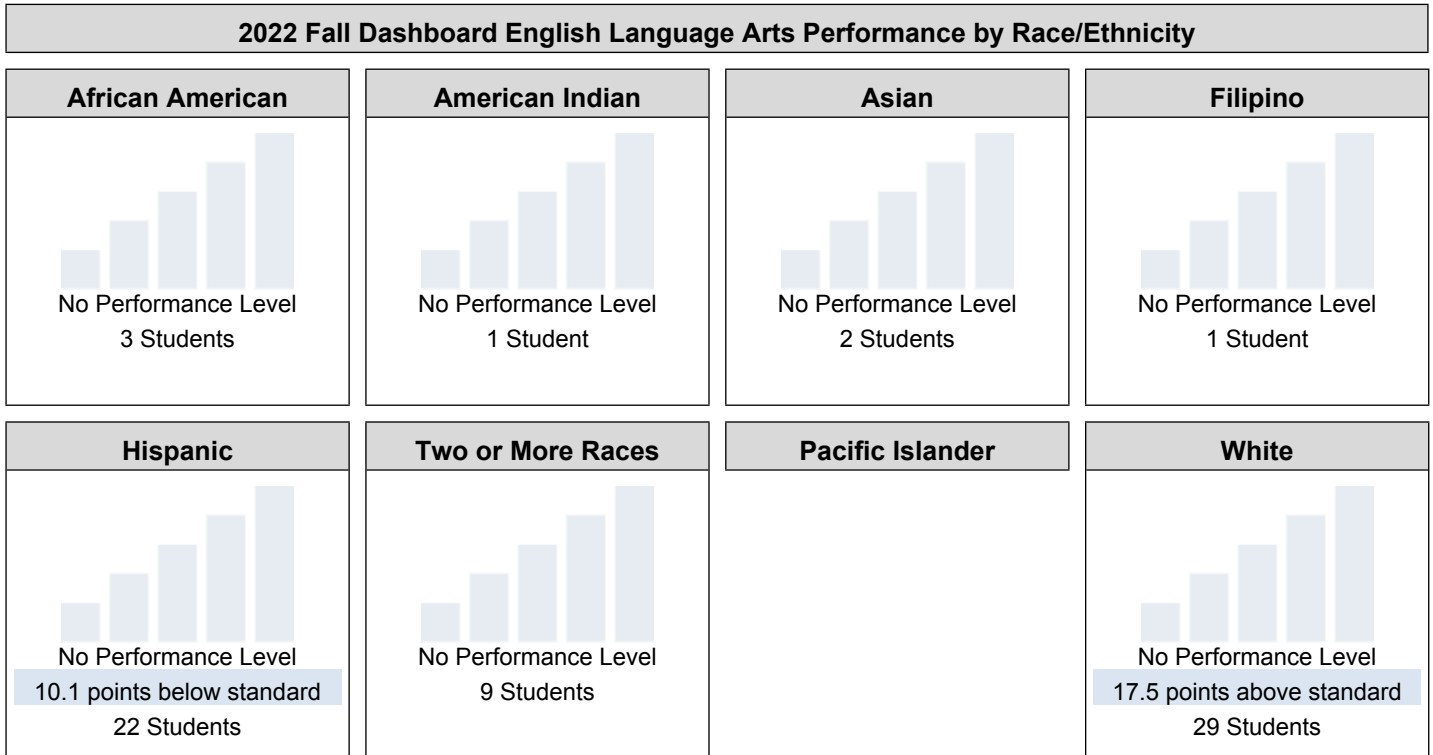 2022 Fall Dashboard English Language Arts Performance by Race/Ethnicity
African American
No Performance Level
3 Students
American Indian
No Performance Level
1 Student
Asian
No Performance Level
2 Students
Filipino
No Performance Level
1 Student
Hispanic
No Performance Level
10.1 points below standard
22 Students
Two or More Races
No Performance Level
9 Students
Pacific Islander
White
No Performance Level
17.5 points above standard
29 Students